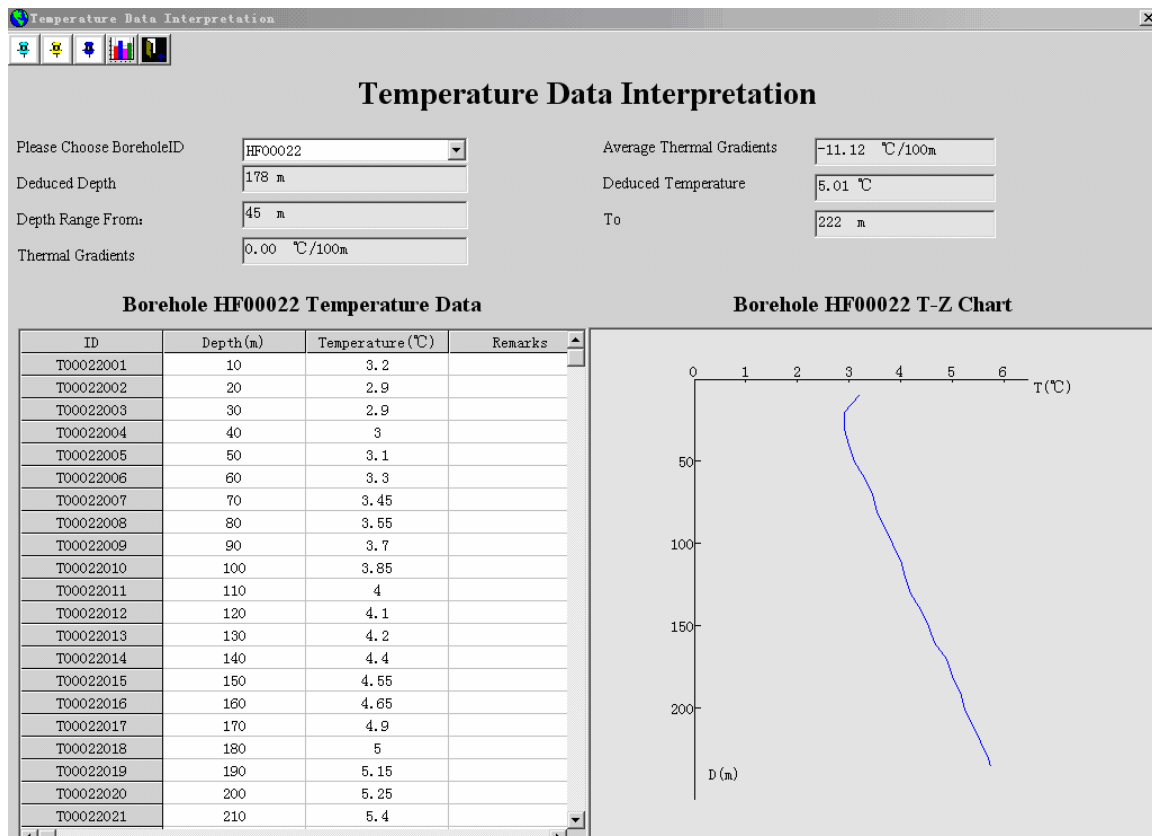 Temperature Data Interpretation
Temperature Data Interpretation
Please Choose BoreholeID HF00022 Average Thermal Gradients -11.12 ℃/100m
Deduced Depth 178 m Deduced Temperature 5.01 ℃
Depth Range From: 45 m To 222 m
Thermal Gradients 0.00 ℃/100m
Borehole HF00022 Temperature Data
ID Depth(m) Temperature(℃) Remarks
T00022001 10 3.2
T00022002 20 2.9
T00022003 30 2.9
T00022004 40 3
T00022005 50 3.1
T00022006 60 3.3
T00022007 70 3.45
T00022008 80 3.55
T00022009 90 3.7
T00022010 100 3.85
T00022011 110 4
T00022012 120 4.1
T00022013 130 4.2
T00022014 140 4.4
T00022015 150 4.55
T00022016 160 4.65
T00022017 170 4.9
T00022018 180 5
T00022019 190 5.15
T00022020 200 5.25
T00022021 210 5.4
Borehole HF00022 T-Z Chart
0 1 2 3 4 5 6
T(℃)
50
100
150
200
D(m)